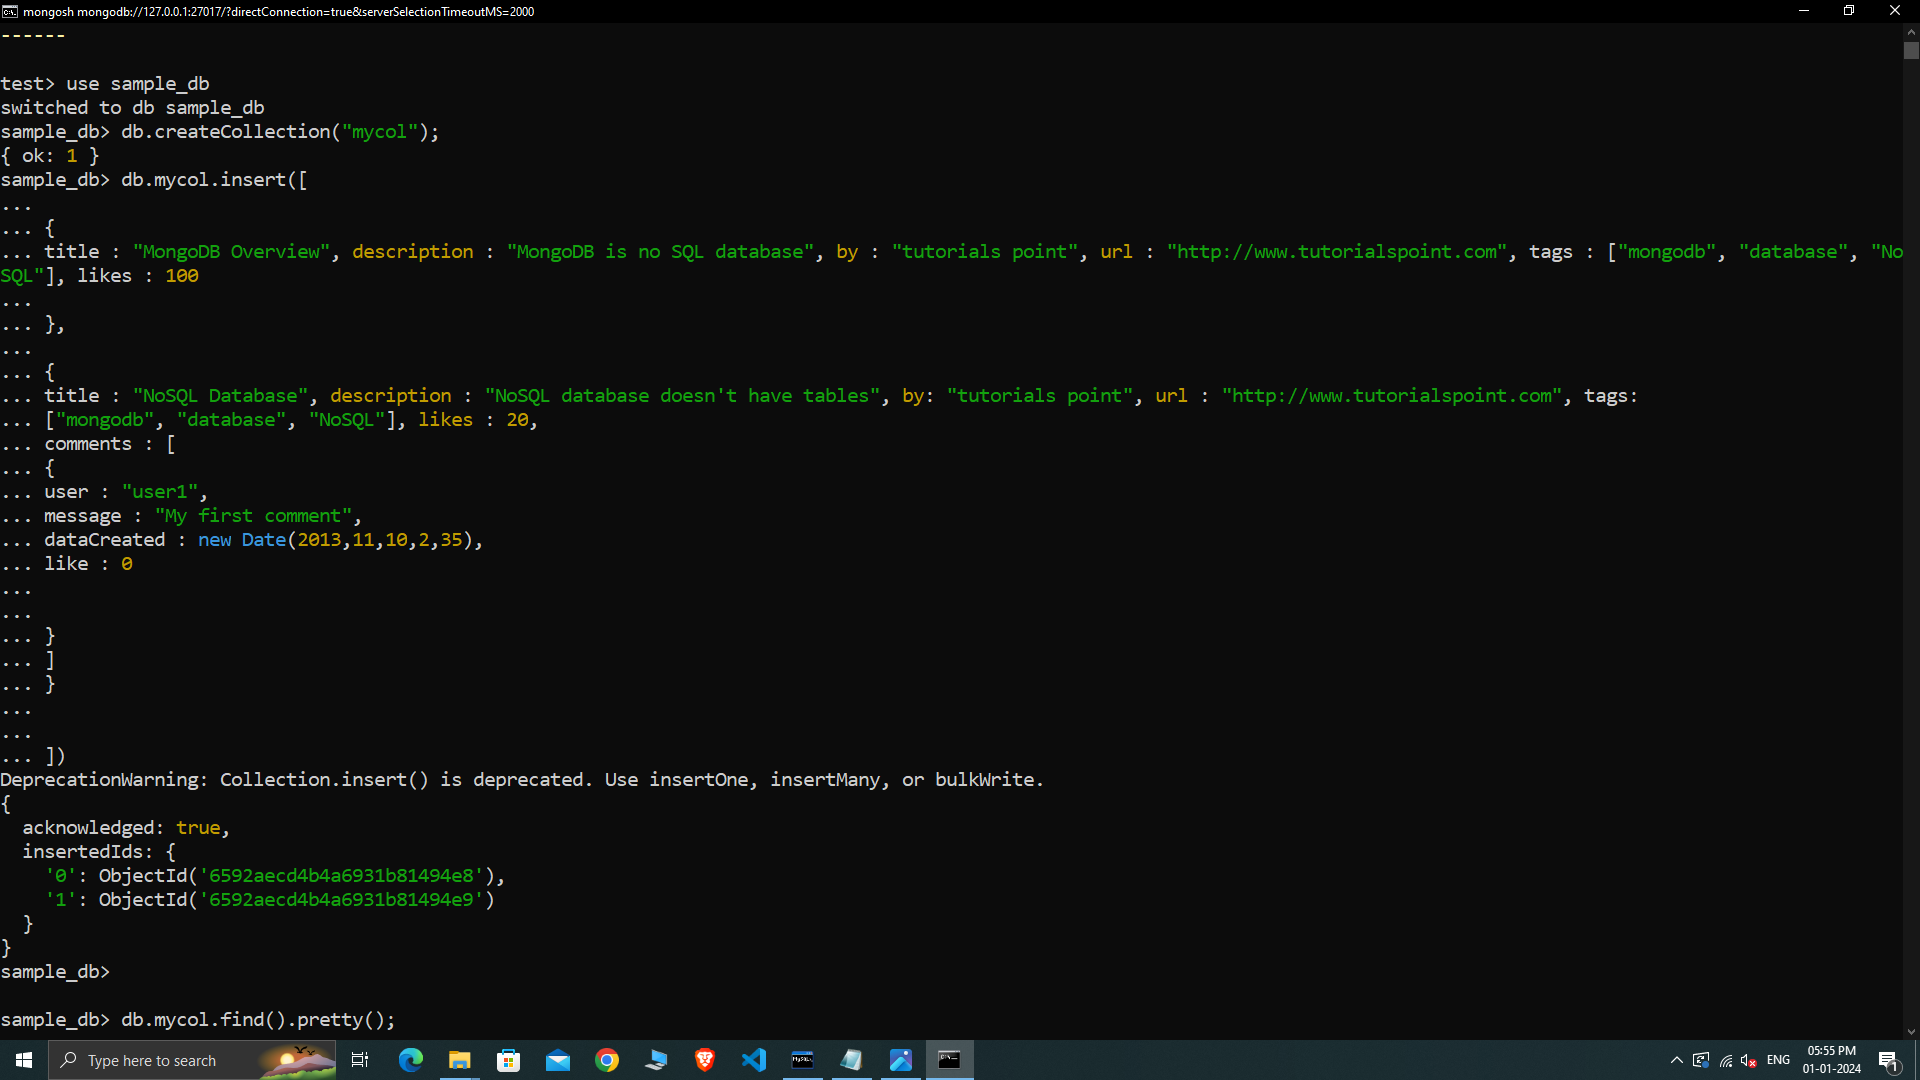 mongosh mongodb://127.0.0.1:27017/?directConnection=true&serverSelectionTimeoutMS=2000
------
test> use sample_db
switched to db sample_db
sample_db> db.createCollection("mycol");
{ ok: 1 }
sample_db> db.mycol.insert([
...
... {
... title : "MongoDB Overview", description : "MongoDB is no SQL database", by : "tutorials point", url : "http://www.tutorialspoint.com", tags : ["mongodb", "database", "No
SQL"], likes : 100
...
... },
...
... {
... title : "NoSQL Database", description : "NoSQL database doesn't have tables", by: "tutorials point", url : "http://www.tutorialspoint.com", tags:
... ["mongodb", "database", "NoSQL"], likes : 20,
... comments : [
... {
... user : "user1",
... message : "My first comment",
... dataCreated : new Date(2013,11,10,2,35),
... like : 0
...
...
... }
... ]
... }
...
...
... ])
DeprecationWarning: Collection.insert() is deprecated. Use insertOne, insertMany, or bulkWrite.
{
  acknowledged: true,
  insertedIds: {
    '0': ObjectId('6592aecd4b4a6931b81494e8'),
    '1': ObjectId('6592aecd4b4a6931b81494e9')
  }
}
sample_db>
sample_db> db.mycol.find().pretty();
Type here to search
ENG
05:55 PM
01-01-2024
1